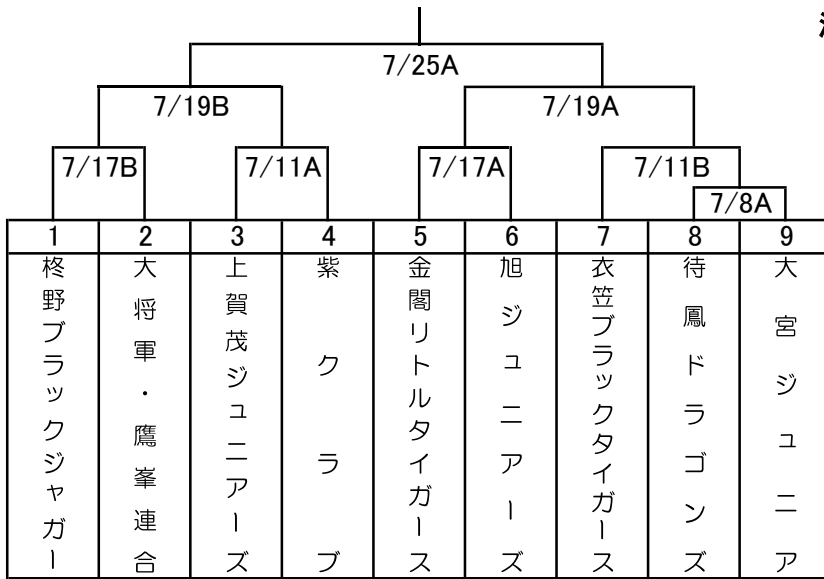 7/25A
7/19B
7/19A
7/17B
7/11A
7/17A
7/11B
7/8A
1
2
3
4
5
6
7
8
9
柊野ブラックジャガー
大将軍・鷹峯連合
上賀茂ジュニアーズ
紫クラブ
金閣リトルタイガース
旭ジュニアーズ
衣笠ブラックタイガース
待鳳ドラゴンズ
大宮ジュニア